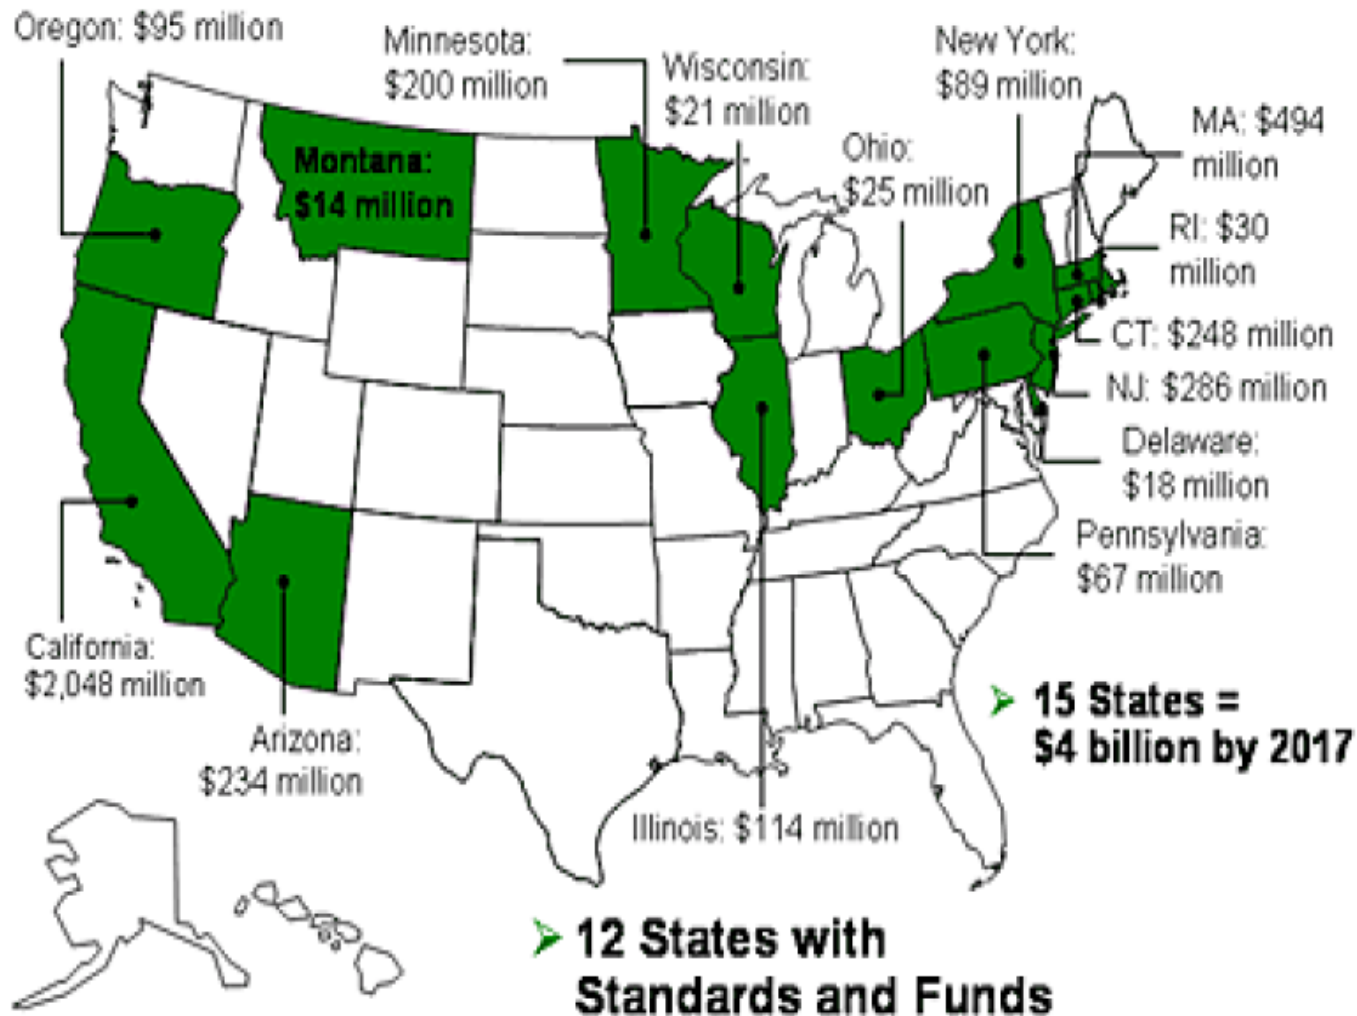 Oregon: $95 million
Minnesota:
$200 million
Wisconsin:
$21 million
New York:
$89 million
MA: $494
million
Ohio:
$25 million
Montana:
$14 million
RI: $30
million
CT: $248 million
NJ: $286 million
Delaware:
$18 million
Pennsylvania:
$67 million
California:
$2,048 million
Arizona:
$234 million
15 States =
$4 billion by 2017
Illinois: $114 million
12 States with
Standards and Funds